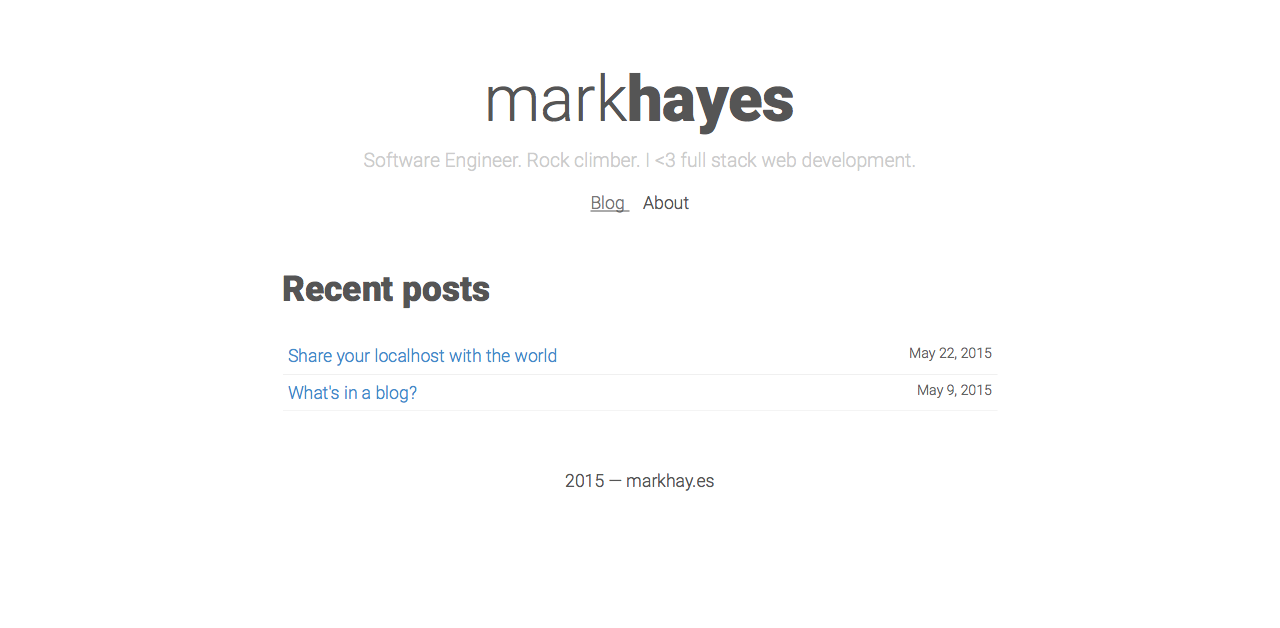 markhayes
Software Engineer. Rock climber. I <3 full stack web development.
Blog About
Recent posts
Share your localhost with the world May 22, 2015
What's in a blog? May 9, 2015
2015 — markhay.es